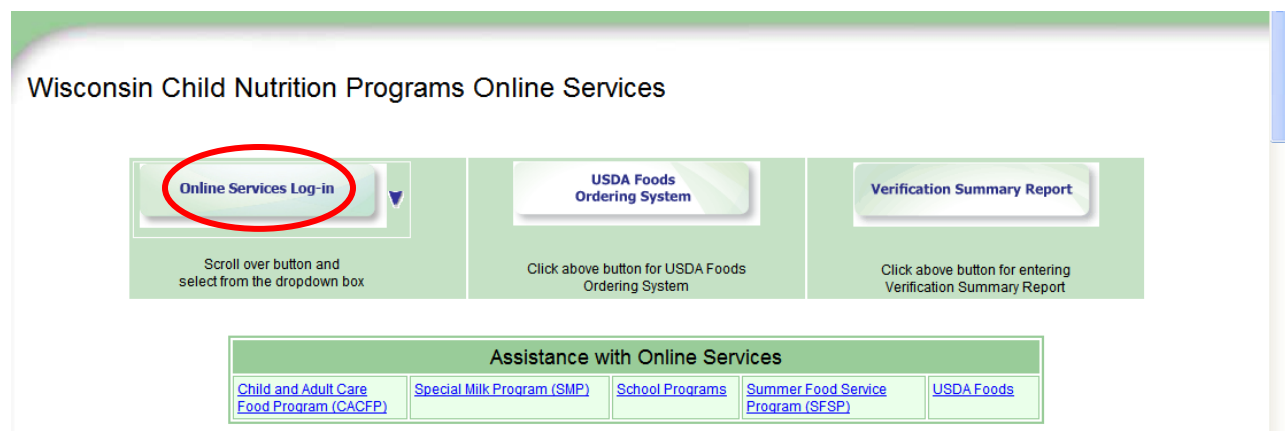 Wisconsin Child Nutrition Programs Online Services
Online Services Log-in
Scroll over button and
select from the dropdown box
USDA Foods
Ordering System
Click above button for USDA Foods
Ordering System
Verification Summary Report
Click above button for entering
Verification Summary Report
Assistance with Online Services
Child and Adult Care
Food Program (CACFP)
Special Milk Program (SMP)
School Programs
Summer Food Service
Program (SFSP)
USDA Foods